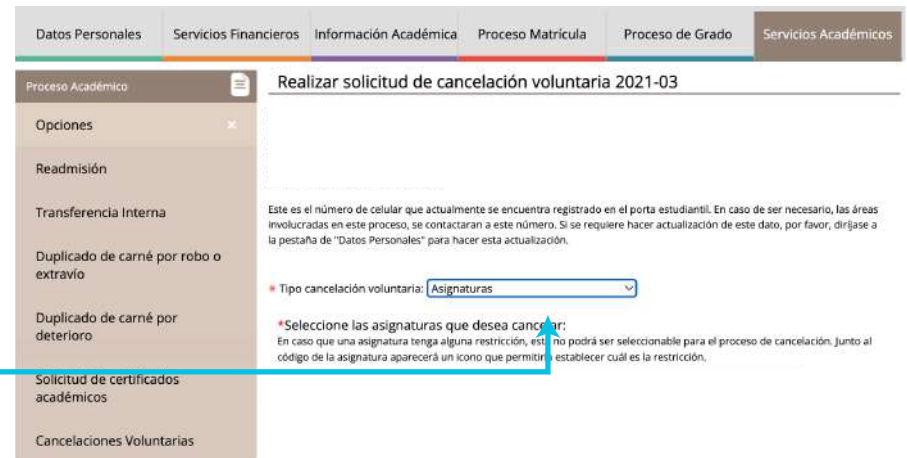 Datos Personales
Servicios Financieros
Información Académica
Proceso Matrícula
Proceso de Grado
Servicios Académicos
Proceso Académico
Opciones
Readmisión
Transferencia Interna
Duplicado de carné por robo o
extravío
Duplicado de carné por
deterioro
Solicitud de certificados
académicos
Cancelaciones Voluntarias
Realizar solicitud de cancelación voluntaria 2021-03
Este es el número de celular que actualmente se encuentra registrado en el porta estudiantil. En caso de ser necesario, las áreas
involucradas en este proceso, se contactaran a este número. Si se requiere hacer actualización de este dato, por favor, diríjase a
la pestaña de "Datos Personales" para hacer esta actualización.
* Tipo cancelación voluntaria: Asignaturas
*Seleccione las asignaturas que desea cancelar:
En caso que una asignatura tenga alguna restricción, esta no podrá ser seleccionable para el proceso de cancelación. Junto al
código de la asignatura aparecerá un icono que permitirá establecer cuál es la restricción.